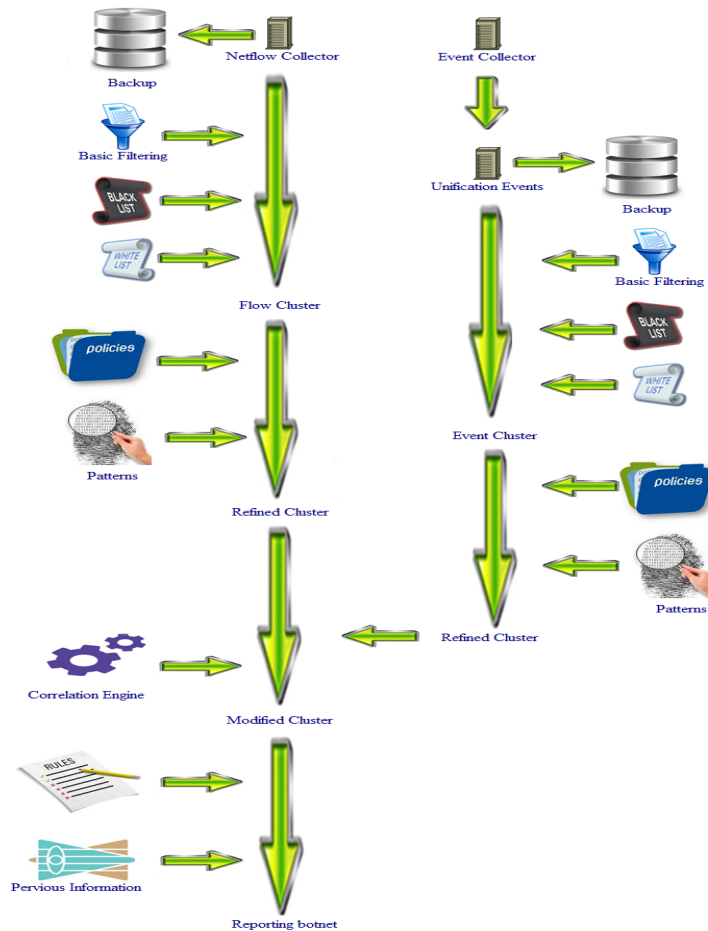 Netflow Collector
Event Collector
Backup
Basic Filtering
Unification Events
BLACK
LIST
Backup
WHITE
LIST
Basic Filtering
Flow Cluster
BLACK
LIST
policies
WHITE
LIST
Event Cluster
Patterns
policies
Refined Cluster
Patterns
Refined Cluster
Correlation Engine
Modified Cluster
RULES
Pervious Information
Reporting botnet